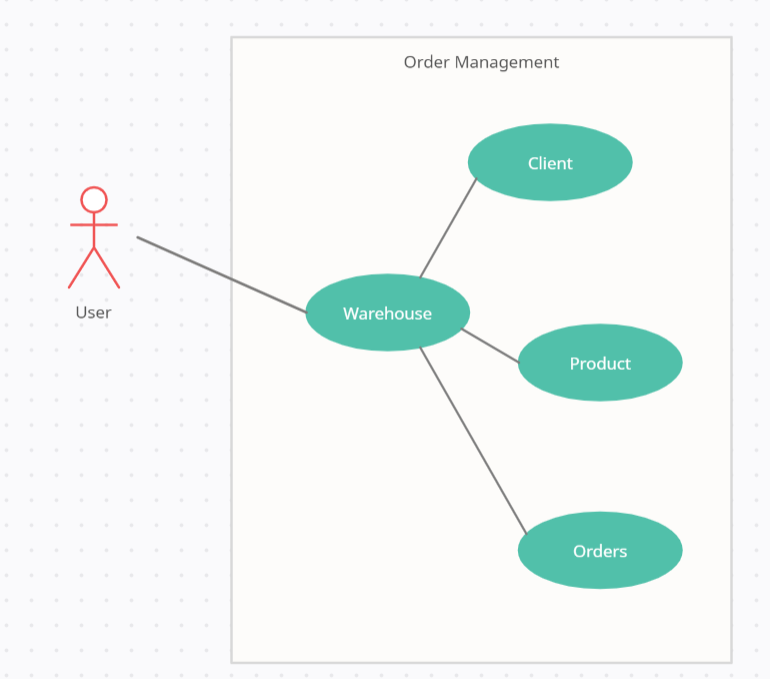 Order Management
Client
User
Warehouse
Product
Orders